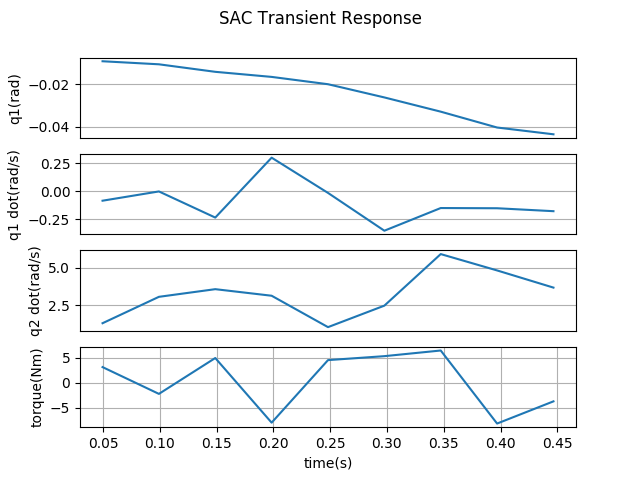 SAC Transient Response
q1(rad)
−0.02
−0.04
q1 dot(rad/s)
0.25
0.00
−0.25
q2 dot(rad/s)
5.0
2.5
torque(Nm)
5
0
−5
0.05 0.10 0.15 0.20 0.25 0.30 0.35 0.40 0.45
time(s)